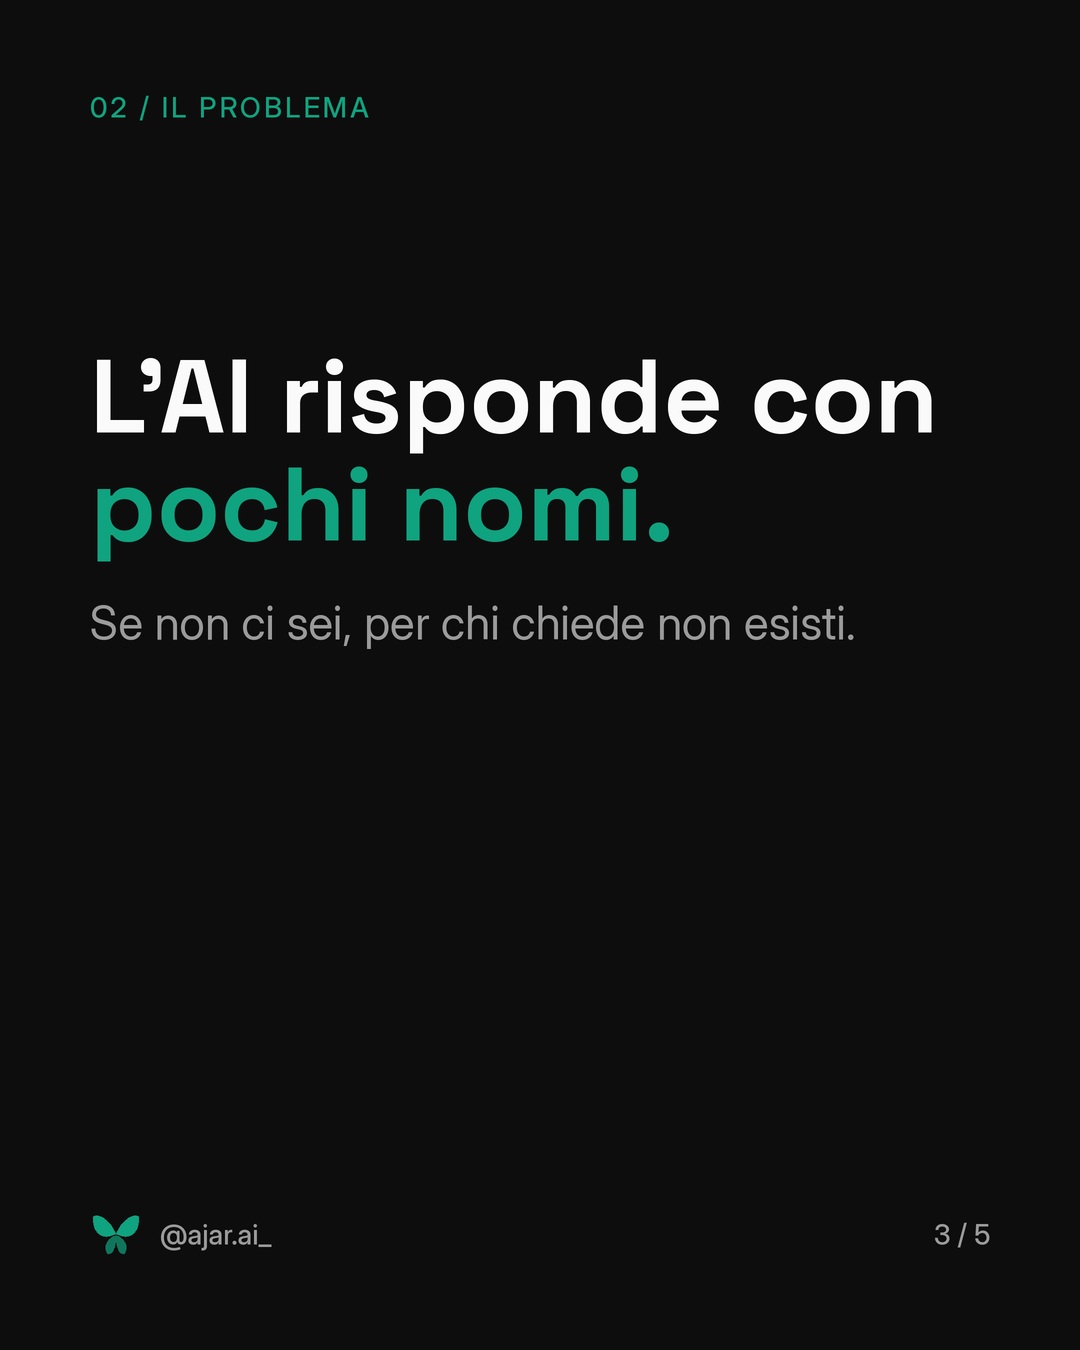 02 / IL PROBLEMA
L’AI risponde con
pochi nomi.
Se non ci sei, per chi chiede non esisti.
@ajar.ai_
3 / 5